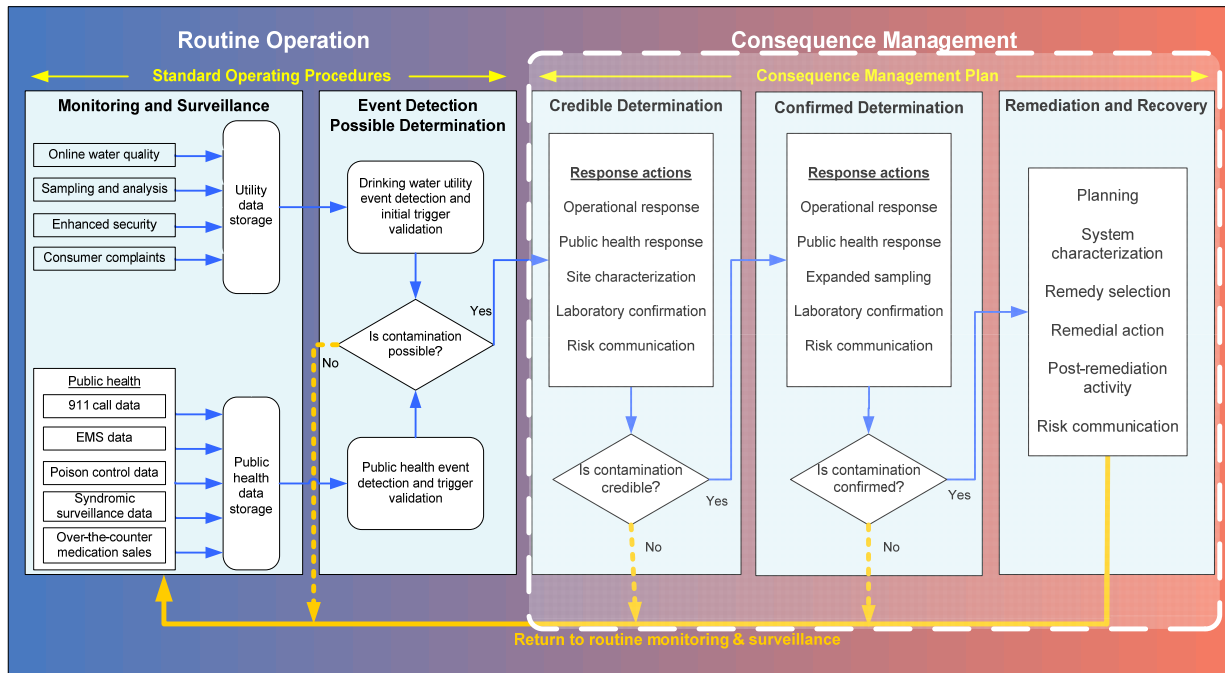 Routine Operation
Consequence Management
Standard Operating Procedures
Consequence Management Plan
Monitoring and Surveillance
Online water quality
Sampling and analysis
Enhanced security
Consumer complaints
Utility
data
storage
Public health
911 call data
EMS data
Poison control data
Syndromic
surveillance data
Over-the-counter
medication sales
Public
health
data
storage
Event Detection
Possible Determination
Drinking water utility
event detection and
initial trigger
validation
Is contamination
possible?
Yes
No
Public health event
detection and trigger
validation
Credible Determination
Response actions
Operational response
Public health response
Site characterization
Laboratory confirmation
Risk communication
Is contamination
credible?
Yes
No
Confirmed Determination
Response actions
Operational response
Public health response
Expanded sampling
Laboratory confirmation
Risk communication
Is contamination
confirmed?
Yes
No
Remediation and Recovery
Planning
System
characterization
Remedy selection
Remedial action
Post-remediation
activity
Risk communication
Return to routine monitoring & surveillance